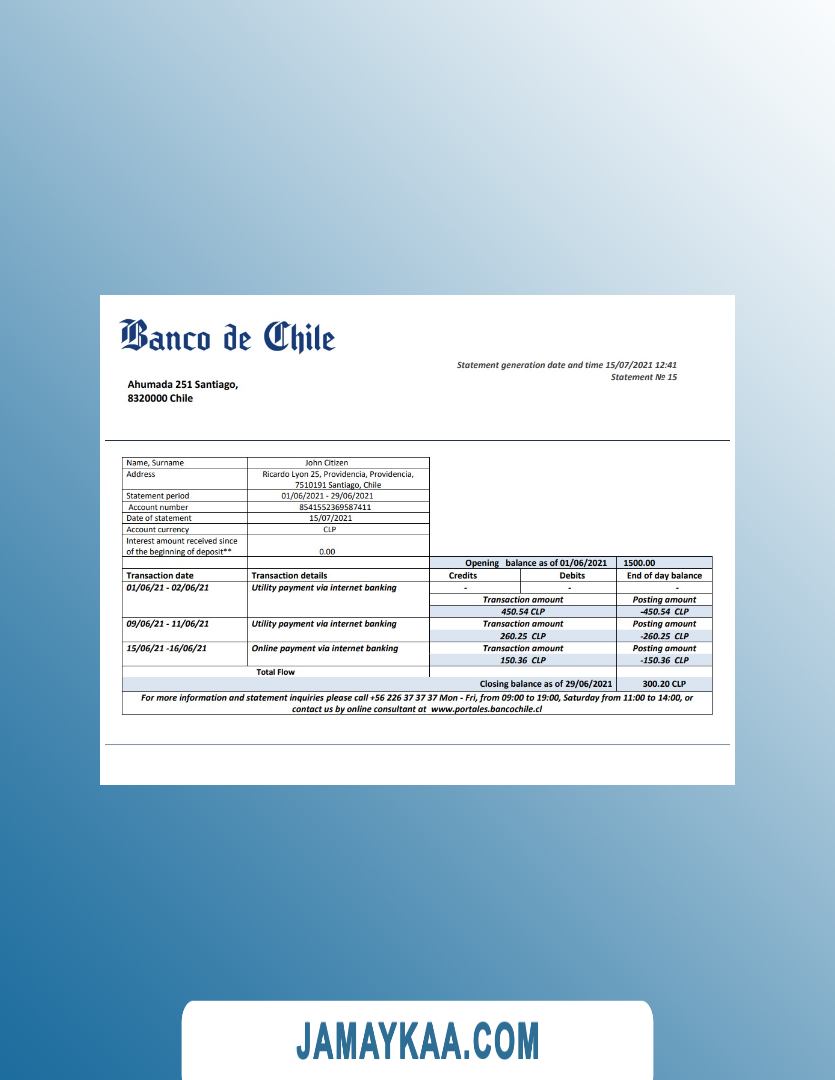 Banco de Chile
Statement generation date and time 15/07/2021 12:41
Statement № 15
Ahumada 251 Santiago,
8320000 Chile
Name, Surname John Citizen
Address Ricardo Lyon 25, Providencia, Providencia,
7510191 Santiago, Chile
Statement period 01/06/2021 - 29/06/2021
Account number 8541552369587411
Date of statement 15/07/2021
Account currency CLP
Interest amount received since
of the beginning of deposit** 0.00
Opening balance as of 01/06/2021 1500.00
Transaction date Transaction details Credits Debits End of day balance
01/06/21 - 02/06/21 Utility payment via internet banking - - -
Transaction amount Posting amount
450.54 CLP -450.54 CLP
09/06/21 - 11/06/21 Utility payment via internet banking Transaction amount Posting amount
260.25 CLP -260.25 CLP
15/06/21 -16/06/21 Online payment via internet banking Transaction amount Posting amount
150.36 CLP -150.36 CLP
Total Flow
Closing balance as of 29/06/2021 300.20 CLP
For more information and statement inquiries please call +56 226 37 37 37 Mon - Fri, from 09:00 to 19:00, Saturday from 11:00 to 14:00, or
contact us by online consultant at www.portales.bancochile.cl
JAMAYKAA.COM